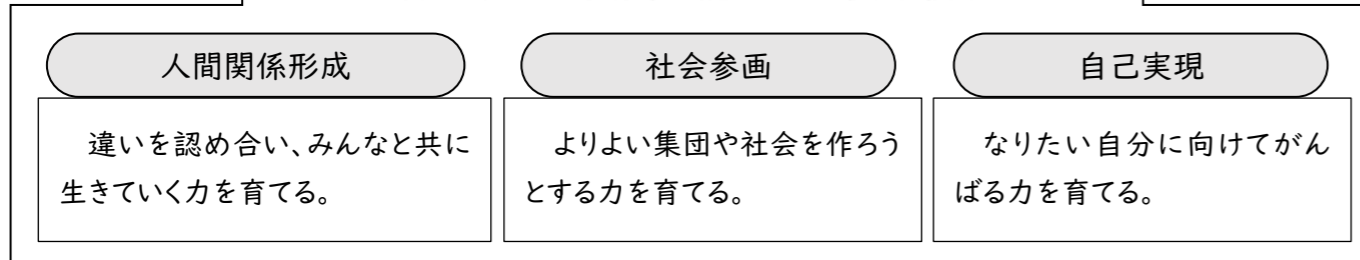 人間関係形成
違いを認め合い、みんなと共に
生きていく力を育てる。
社会参画
よりよい集団や社会を作ろう
とする力を育てる。
自己実現
なりたい自分に向けてがん
ばる力を育てる。